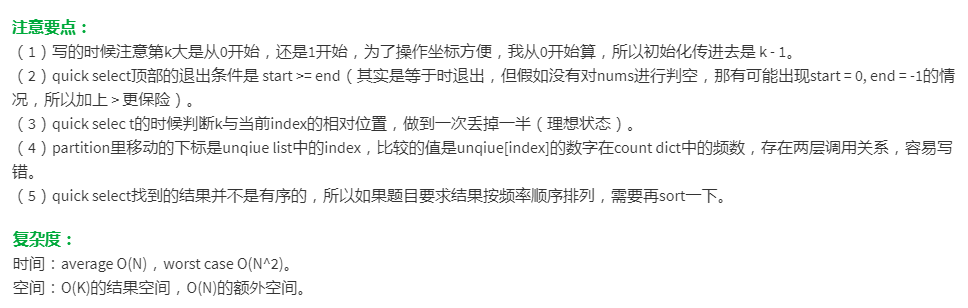 注意要点：
（1）写的时候注意第k大是从0开始，还是1开始，为了操作坐标方便，我从0开始算，所以初始化传进去是 k - 1。
（2）quick select顶部的退出条件是 start >= end（其实是等于时退出，但假如没有对nums进行判空，那有可能出现start = 0, end = -1的情
况，所以加上 > 更保险）。
（3）quick selec t的时候判断k与当前index的相对位置，做到一次丢掉一半（理想状态）。
（4）partition里移动的下标是unqiue list中的index，比较的值是unqiue[index]的数字在count dict中的频数，存在两层调用关系，容易写
错。
（5）quick select找到的结果并不是有序的，所以如果题目要求结果按频率顺序排列，需要再sort一下。
复杂度：
时间：average O(N)，worst case O(N^2)。
空间：O(K)的结果空间，O(N)的额外空间。